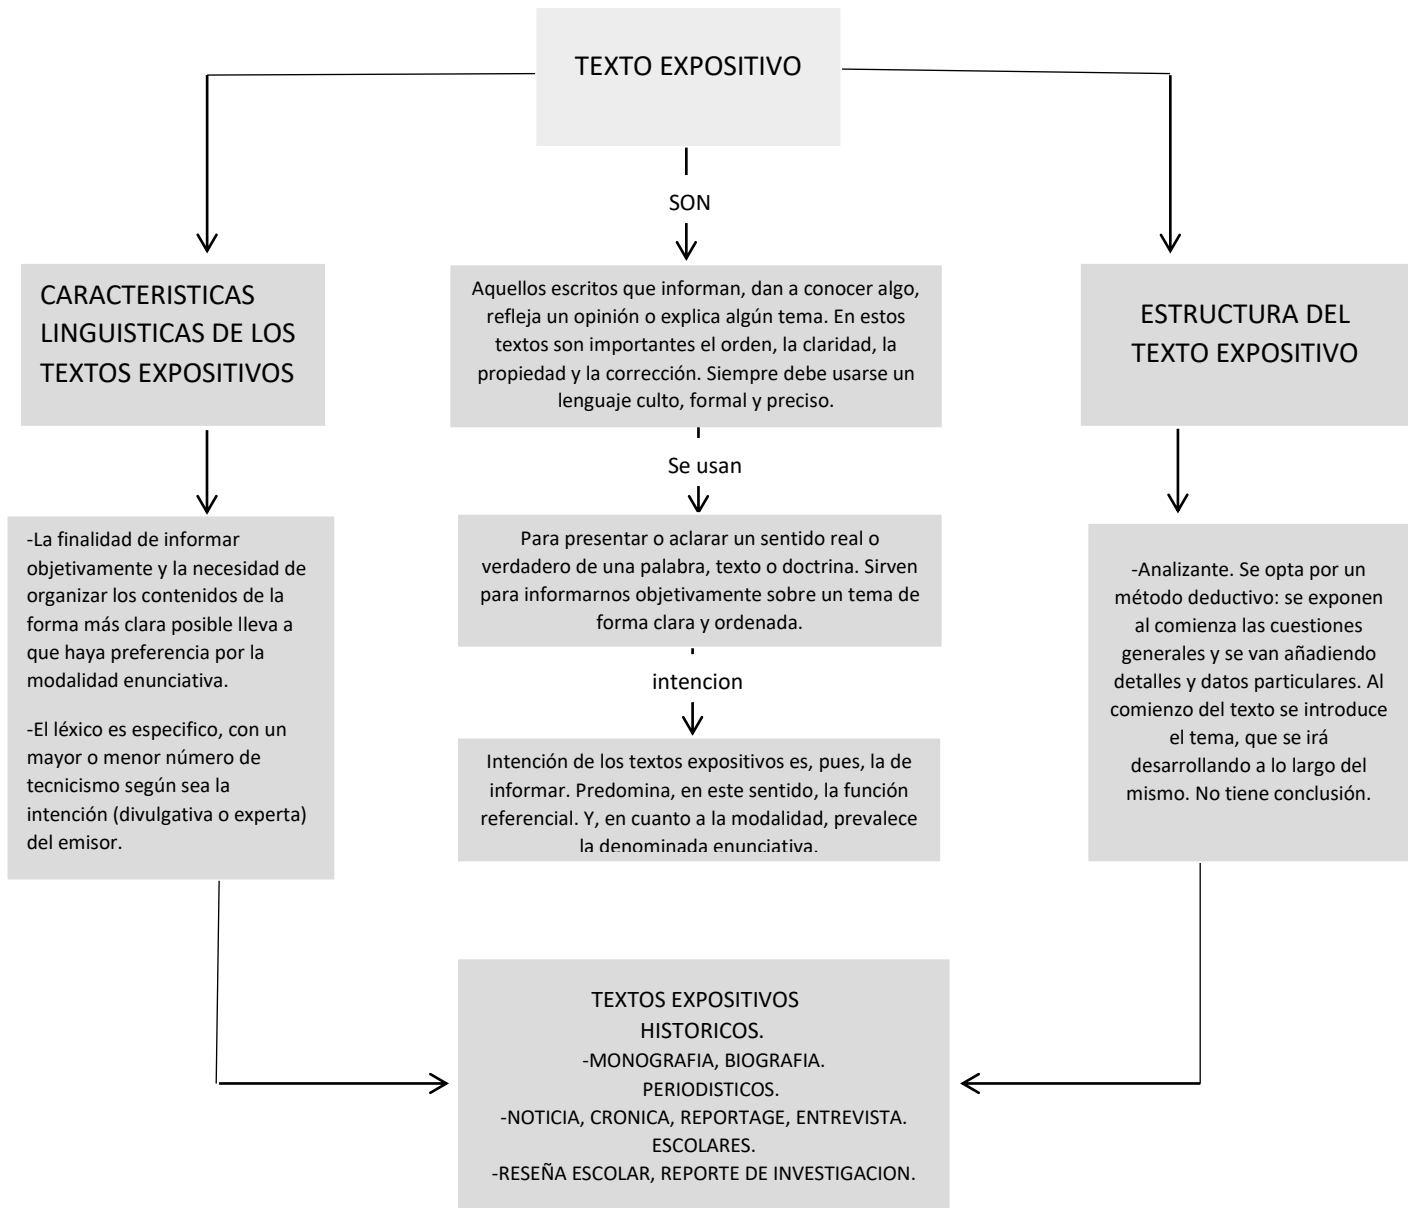 TEXTO EXPOSITIVO
SON
CARACTERISTICAS
LINGUISTICAS DE LOS
TEXTOS EXPOSITIVOS
Aquellos escritos que informan, dan a conocer algo,
refleja un opinión o explica algún tema. En estos
textos son importantes el orden, la claridad, la
propiedad y la corrección. Siempre debe usarse un
lenguaje culto, formal y preciso.
ESTRUCTURA DEL
TEXTO EXPOSITIVO
Se usan
-La finalidad de informar
objetivamente y la necesidad de
organizar los contenidos de la
forma más clara posible lleva a
que haya preferencia por la
modalidad enunciativa.
-El léxico es especifico, con un
mayor o menor número de
tecnicismo según sea la
intención (divulgativa o experta)
del emisor.
Para presentar o aclarar un sentido real o
verdadero de una palabra, texto o doctrina. Sirven
para informarnos objetivamente sobre un tema de
forma clara y ordenada.
intencion
Intención de los textos expositivos es, pues, la de
informar. Predomina, en este sentido, la función
referencial. Y, en cuanto a la modalidad, prevalece
la denominada enunciativa.
-Analizante. Se opta por un
método deductivo: se exponen
al comienza las cuestiones
generales y se van añadiendo
detalles y datos particulares. Al
comienzo del texto se introduce
el tema, que se irá
desarrollando a lo largo del
mismo. No tiene conclusión.
TEXTOS EXPOSITIVOS
HISTORICOS.
-MONOGRAFIA, BIOGRAFIA.
PERIODISTICOS.
-NOTICIA, CRONICA, REPORTAGE, ENTREVISTA.
ESCOLARES.
-RESEÑA ESCOLAR, REPORTE DE INVESTIGACION.